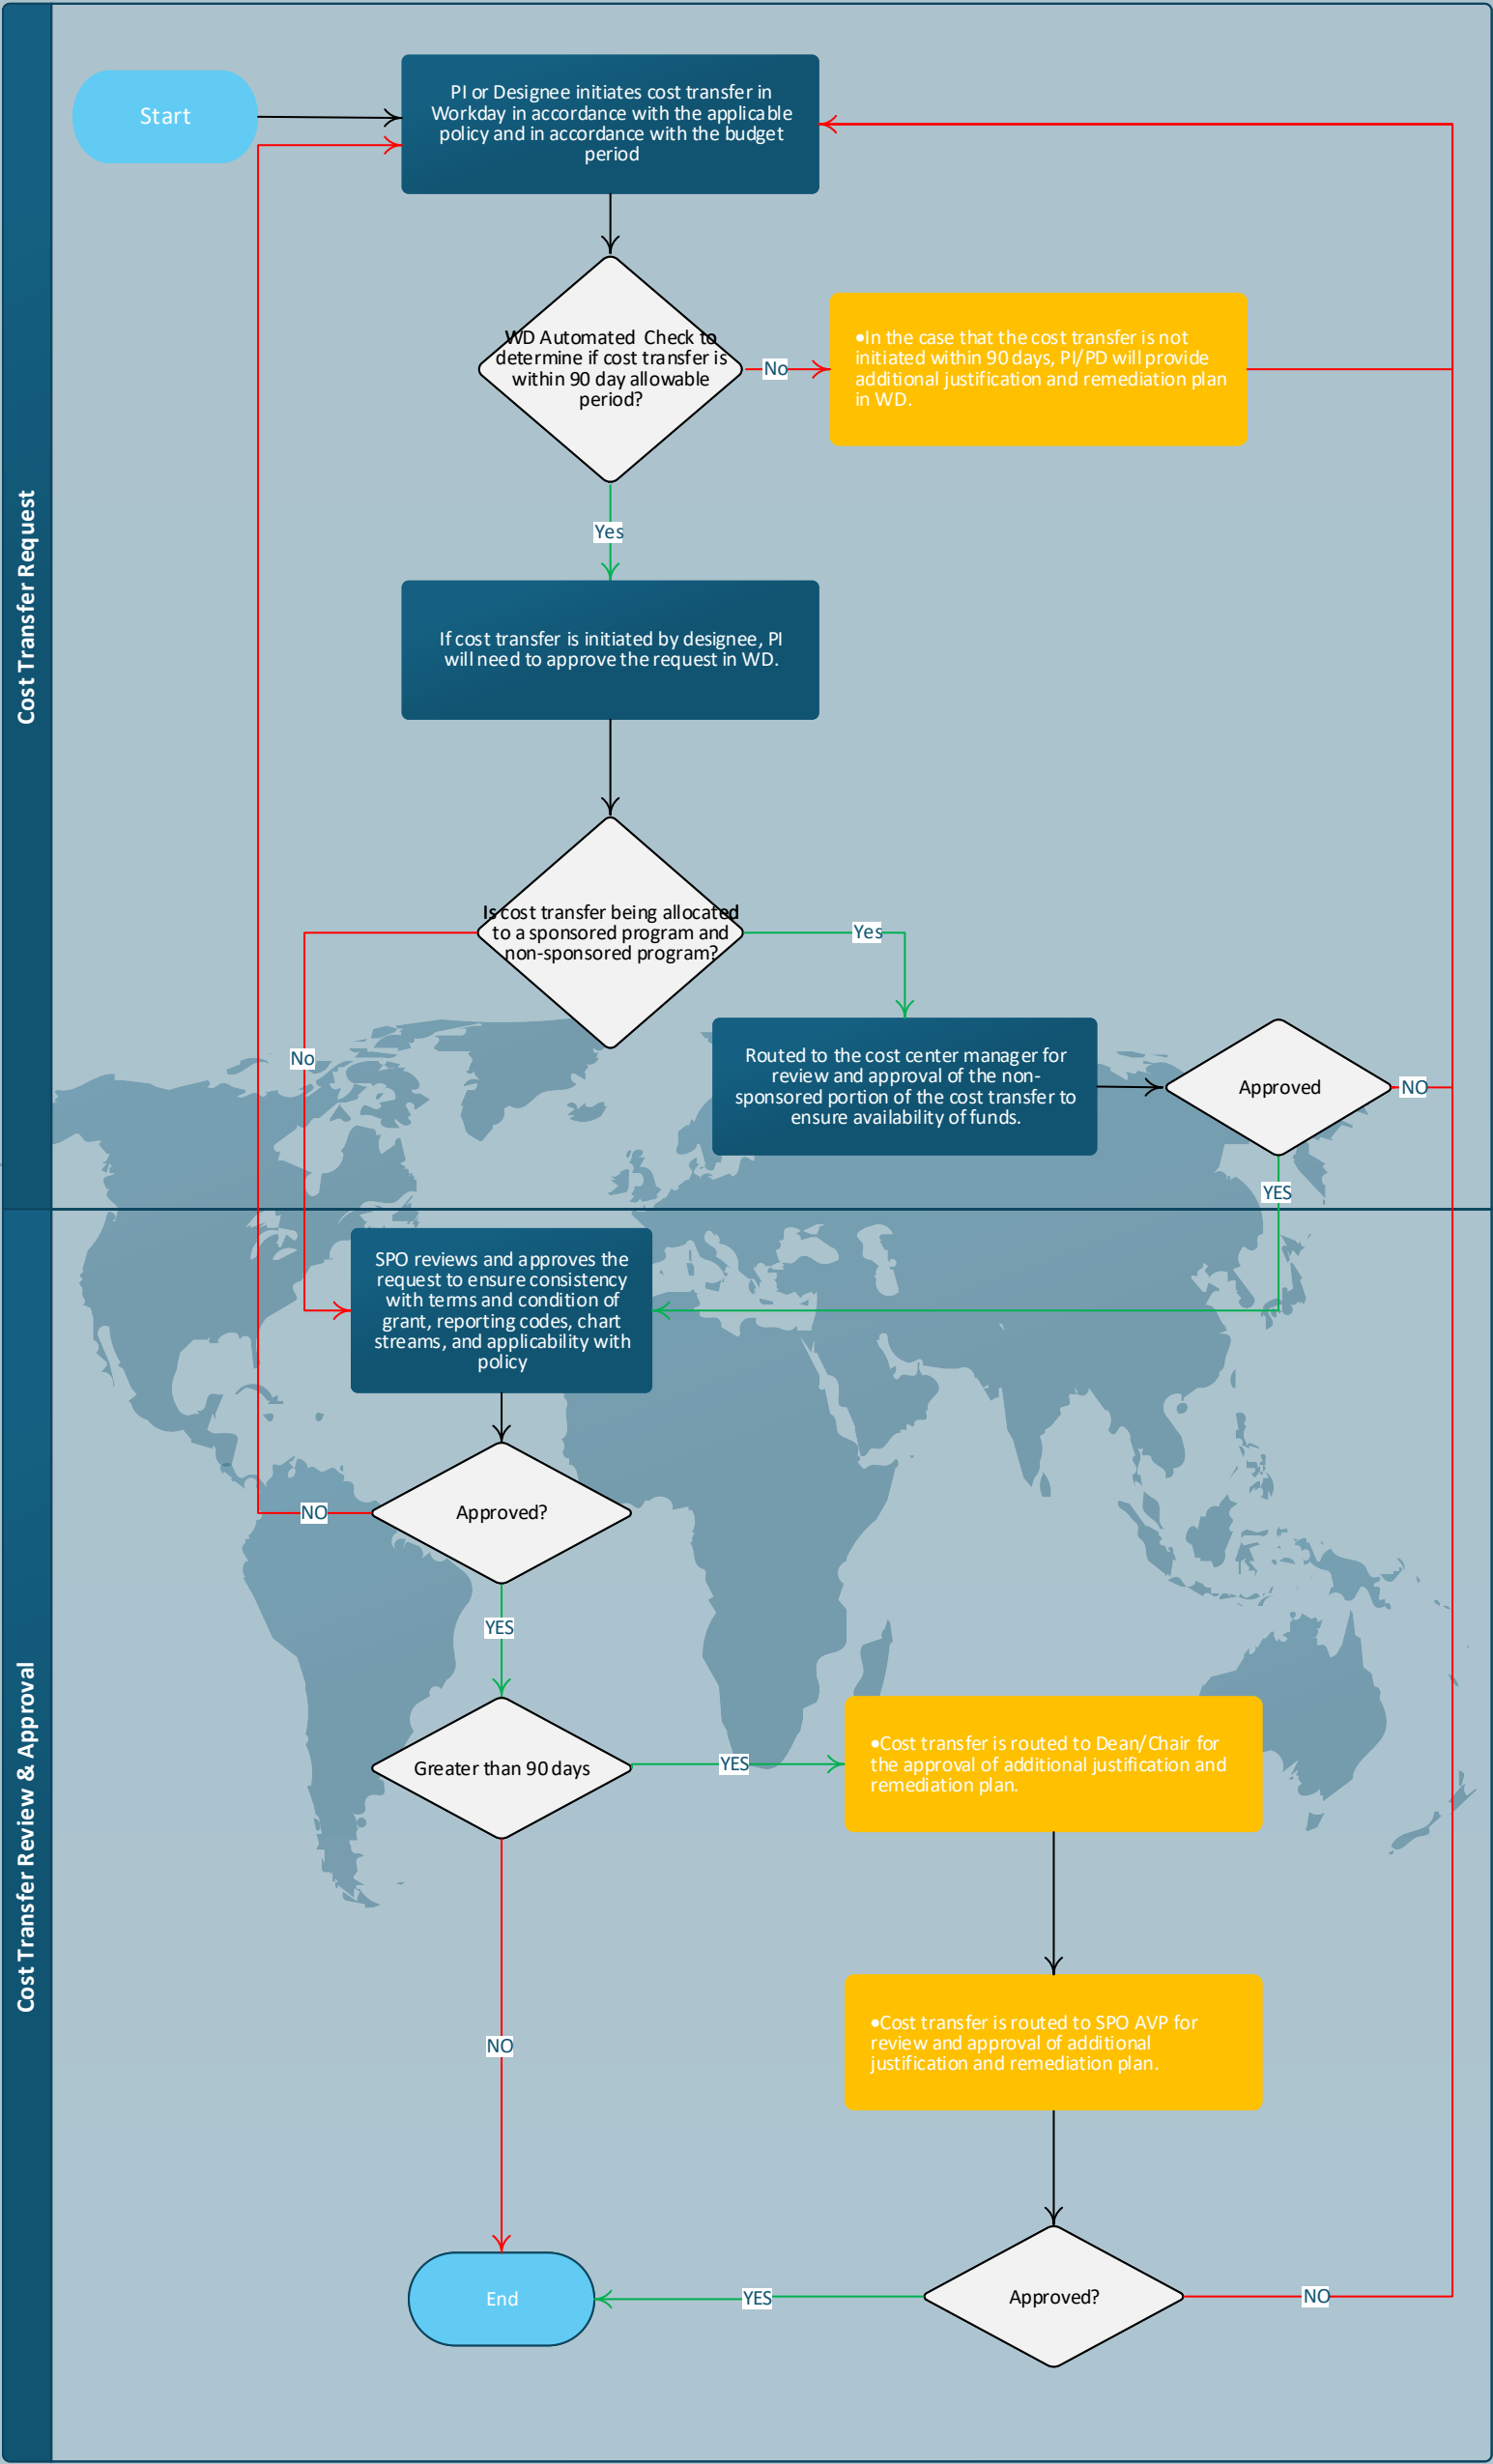 Start
PI or Designee initiates cost transfer in
Workday in accordance with the applicable
policy and in accordance with the budget
period
WD Automated Check to
determine if cost transfer is
within 90 day allowable
period?
No
•In the case that the cost transfer is not
initiated within 90 days, PI/PD will provide
additional justification and remediation plan
in WD.
Yes
Cost Transfer Request
If cost transfer is initiated by designee, PI
will need to approve the request in WD.
Is cost transfer being allocated
to a sponsored program and
non-sponsored program?
Yes
No
Routed to the cost center manager for
review and approval of the non-
sponsored portion of the cost transfer to
ensure availability of funds.
Approved
NO
YES
SPO reviews and approves the
request to ensure consistency
with terms and condition of
grant, reporting codes, chart
streams, and applicability with
policy
Approved?
NO
YES
Cost Transfer Review & Approval
Greater than 90 days
YES
•Cost transfer is routed to Dean/Chair for
the approval of additional justification and
remediation plan.
NO
•Cost transfer is routed to SPO AVP for
review and approval of additional
justification and remediation plan.
End
YES
Approved?
NO